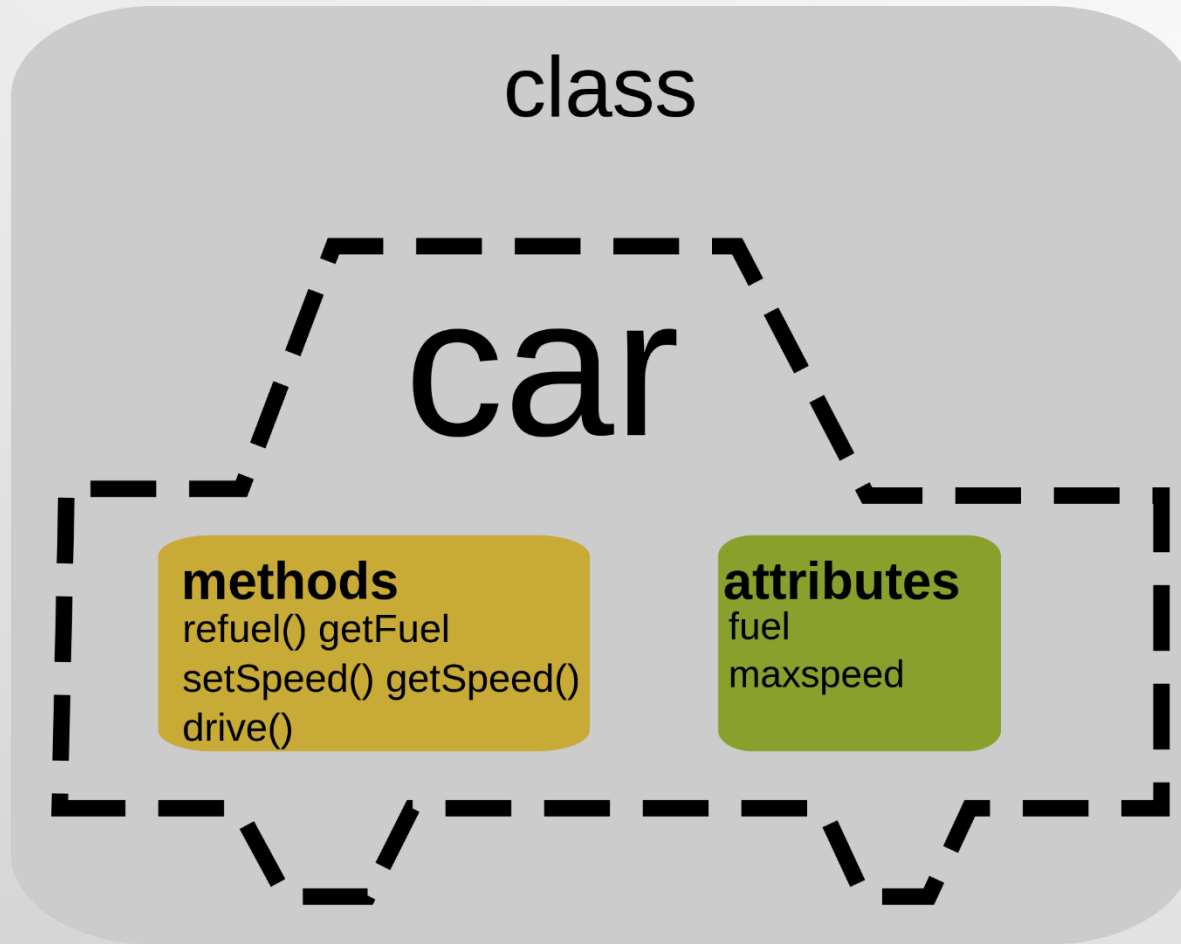 class
car
methods
refuel() getFuel
setSpeed() getSpeed()
drive()
attributes
fuel
maxspeed